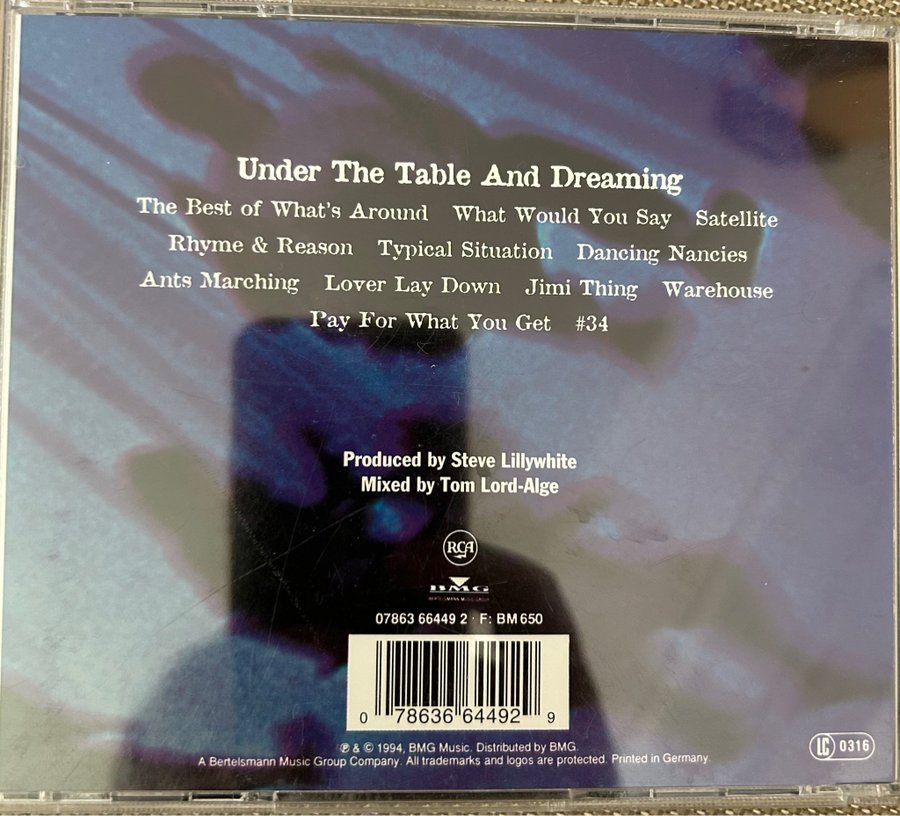 Under The Table And Dreaming
The Best of What's Around What Would You Say Satellite
Rhyme & Reason Typical Situation Dancing Nancies
Ants Marching Lover Lay Down Jimi Thing Warehouse
Pay For What You Get #34
Produced by Steve Lillywhite
Mixed by Tom Lord-Alge
RCA
BMG
BERTELSMANN MUSIC GROUP
07863 66449 2 · F: BM 650
0 78636 64492 9
℗ & © 1994, BMG Music. Distributed by BMG.
A Bertelsmann Music Group Company. All trademarks and logos are protected. Printed in Germany.
LC 0316